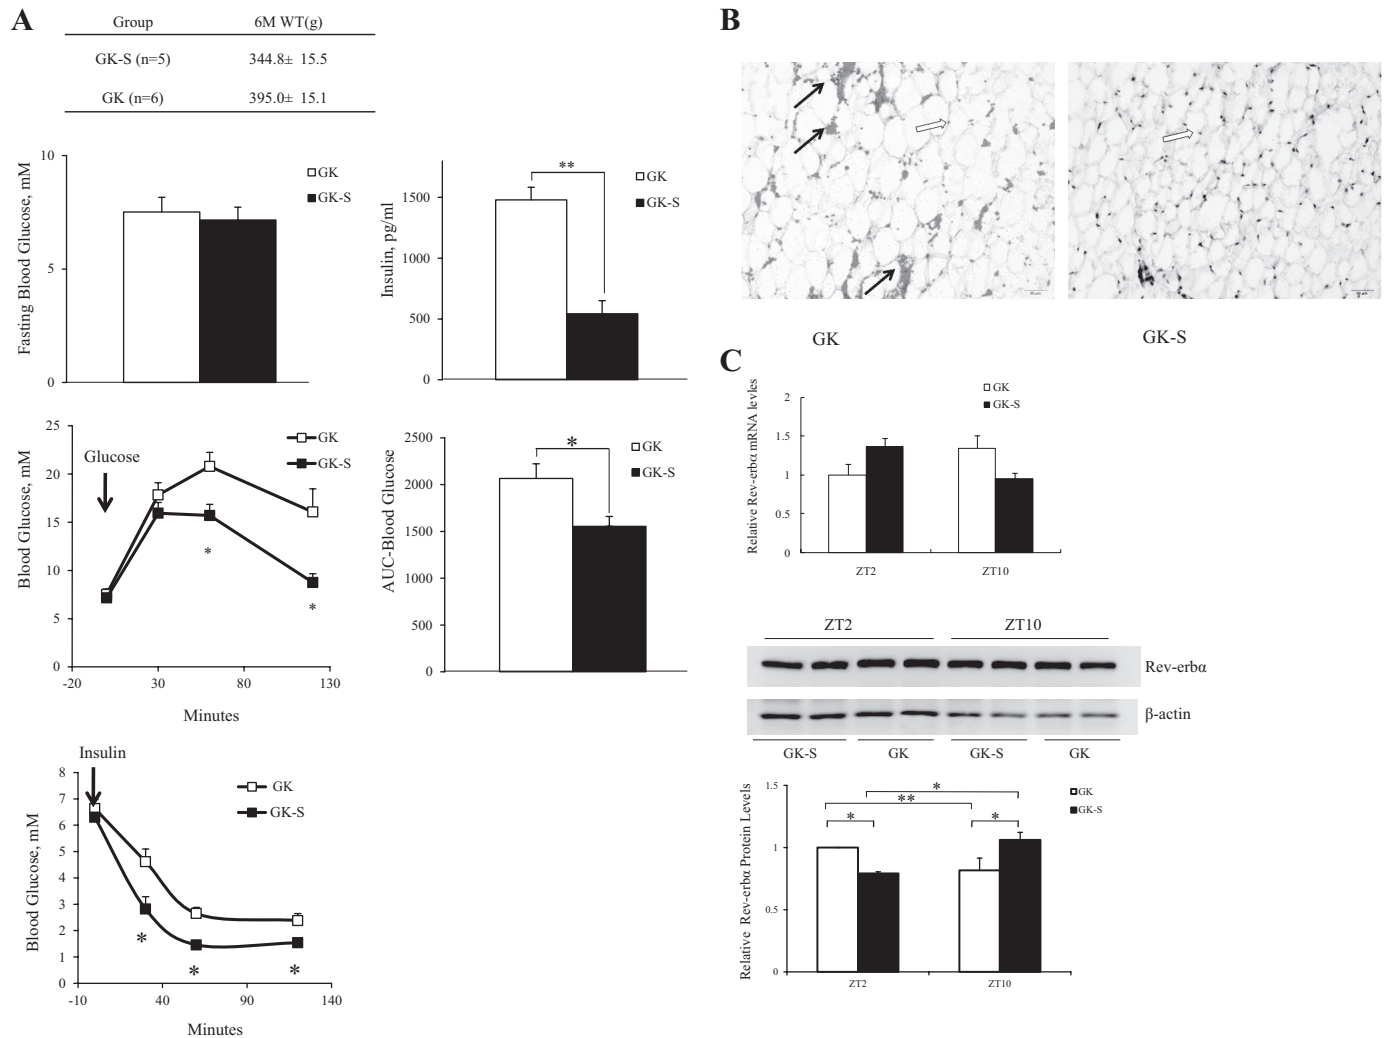 A
Group 6M WT(g)
GK-S (n=5) 344.8± 15.5
GK (n=6) 395.0± 15.1
Fasting Blood Glucose, mM
10
5
0
GK
GK-S
Insulin, pg/ml
1500
1000
500
0
**
GK
GK-S
Blood Glucose, mM
25
20
15
10
5
0
-20 30 80 130
Minutes
Glucose
GK
GK-S
*
*
AUC-Blood Glucose
2500
2000
1500
1000
500
0
*
GK
GK-S
Insulin
Blood Glucose, mM
8
7
6
5
4
3
2
1
0
-10 40 90 140
Minutes
GK
GK-S
* * *
B
GK GK-S
C
Relative Rev-erbα mRNA levles
2
1.5
1
0.5
0
GK
GK-S
ZT2 ZT10
ZT2 ZT10
Rev-erbα
β-actin
GK-S GK GK-S GK
Relative Rev-erbα Protein Levels
1.5
1
0.5
0
*
**
* *
GK
GK-S
ZT2 ZT10